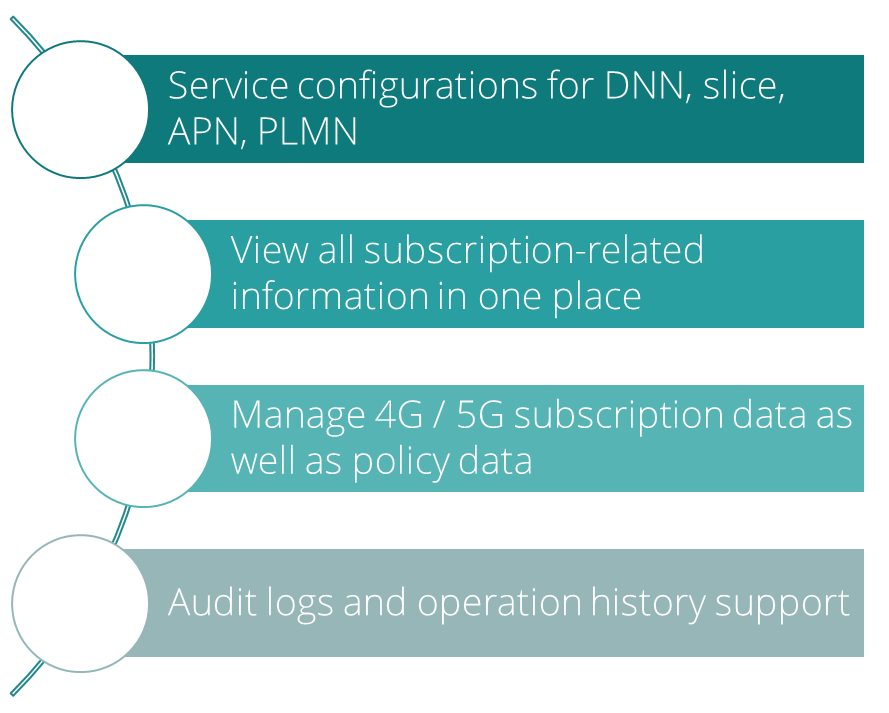 Service configurations for DNN, slice,
APN, PLMN
View all subscription-related
information in one place
Manage 4G / 5G subscription data as
well as policy data
Audit logs and operation history support